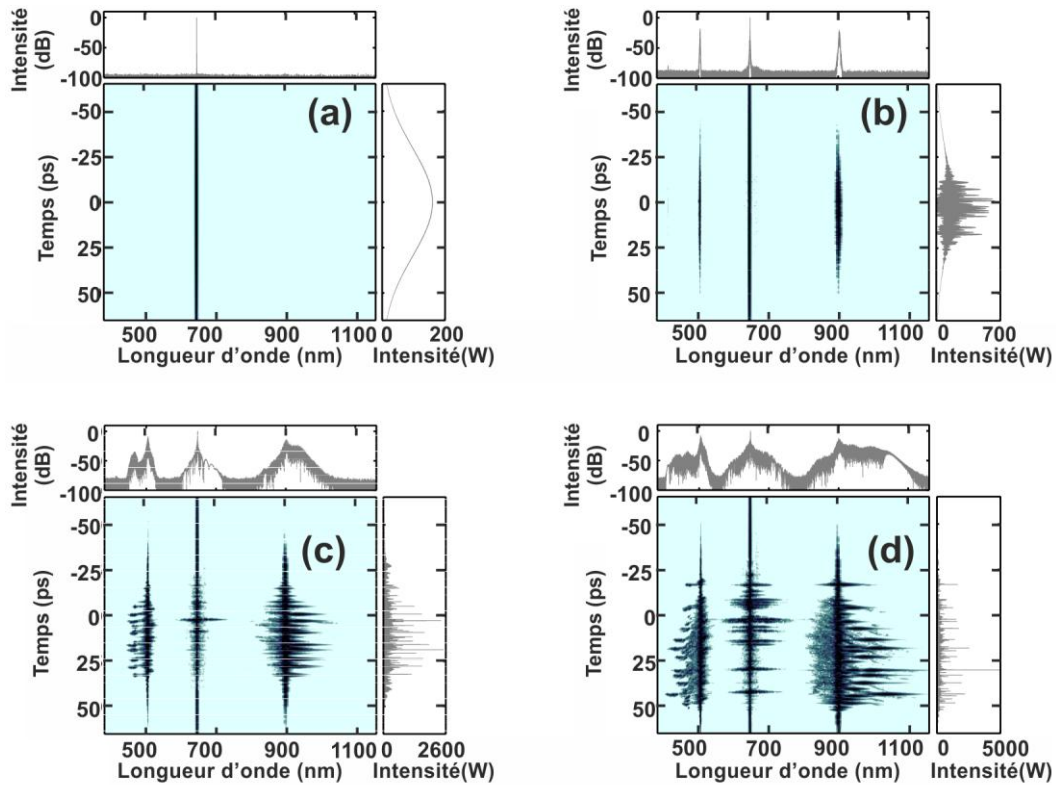 Intensité (dB)
0
-50
-100
(a)
Temps (ps)
-50
-25
0
25
50
500 700 900 1100
0 200
Longueur d’onde (nm)
Intensité(W)
Intensité (dB)
0
-50
-100
(b)
Temps (ps)
-50
-25
0
25
50
500 700 900 1100
0 700
Longueur d’onde (nm)
Intensité(W)
Intensité (dB)
0
-50
-100
(c)
Temps (ps)
-50
-25
0
25
50
500 700 900 1100
0 2600
Longueur d’onde (nm)
Intensité(W)
Intensité (dB)
0
-50
-100
(d)
Temps (ps)
-50
-25
0
25
50
500 700 900 1100
0 5000
Longueur d’onde (nm)
Intensité(W)